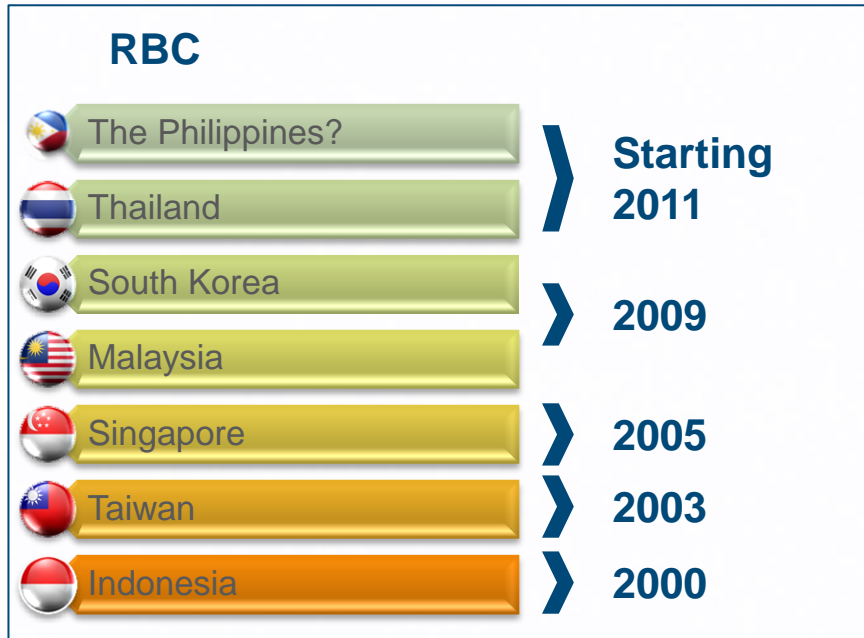 RBC
The Philippines?
Thailand
Starting
2011
South Korea
Malaysia
2009
Singapore
2005
Taiwan
2003
Indonesia
2000